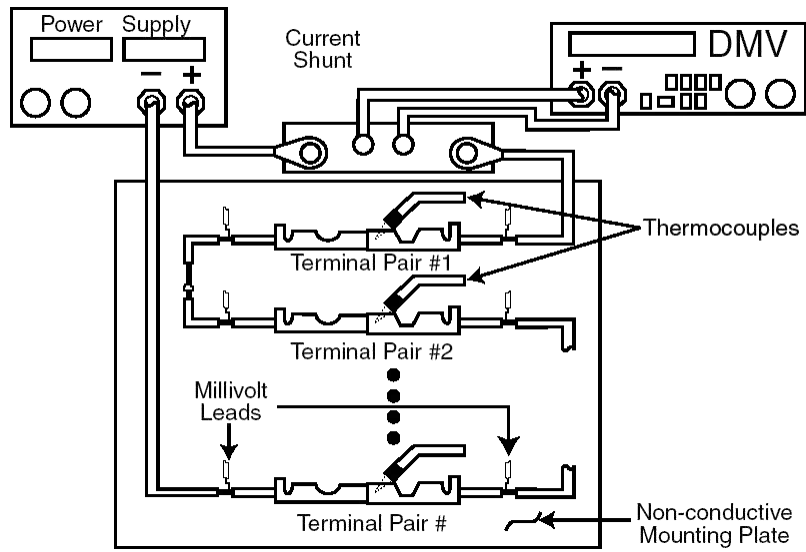 Power Supply
− +
Current
Shunt
DMV
+ −
Thermocouples
Terminal Pair #1
Terminal Pair #2
Millivolt
Leads
Terminal Pair #
Non-conductive
Mounting Plate